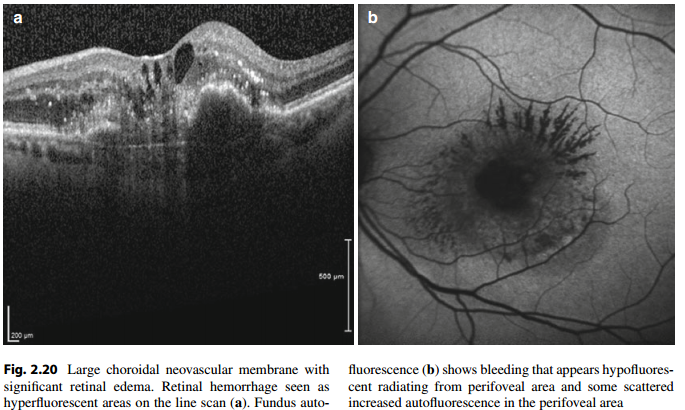 a
b
500 µm
200 µm
Fig. 2.20 Large choroidal neovascular membrane with
significant retinal edema. Retinal hemorrhage seen as
hyperfluorescent areas on the line scan (a). Fundus auto-
fluorescence (b) shows bleeding that appears hypofluores-
cent radiating from perifoveal area and some scattered
increased autofluorescence in the perifoveal area